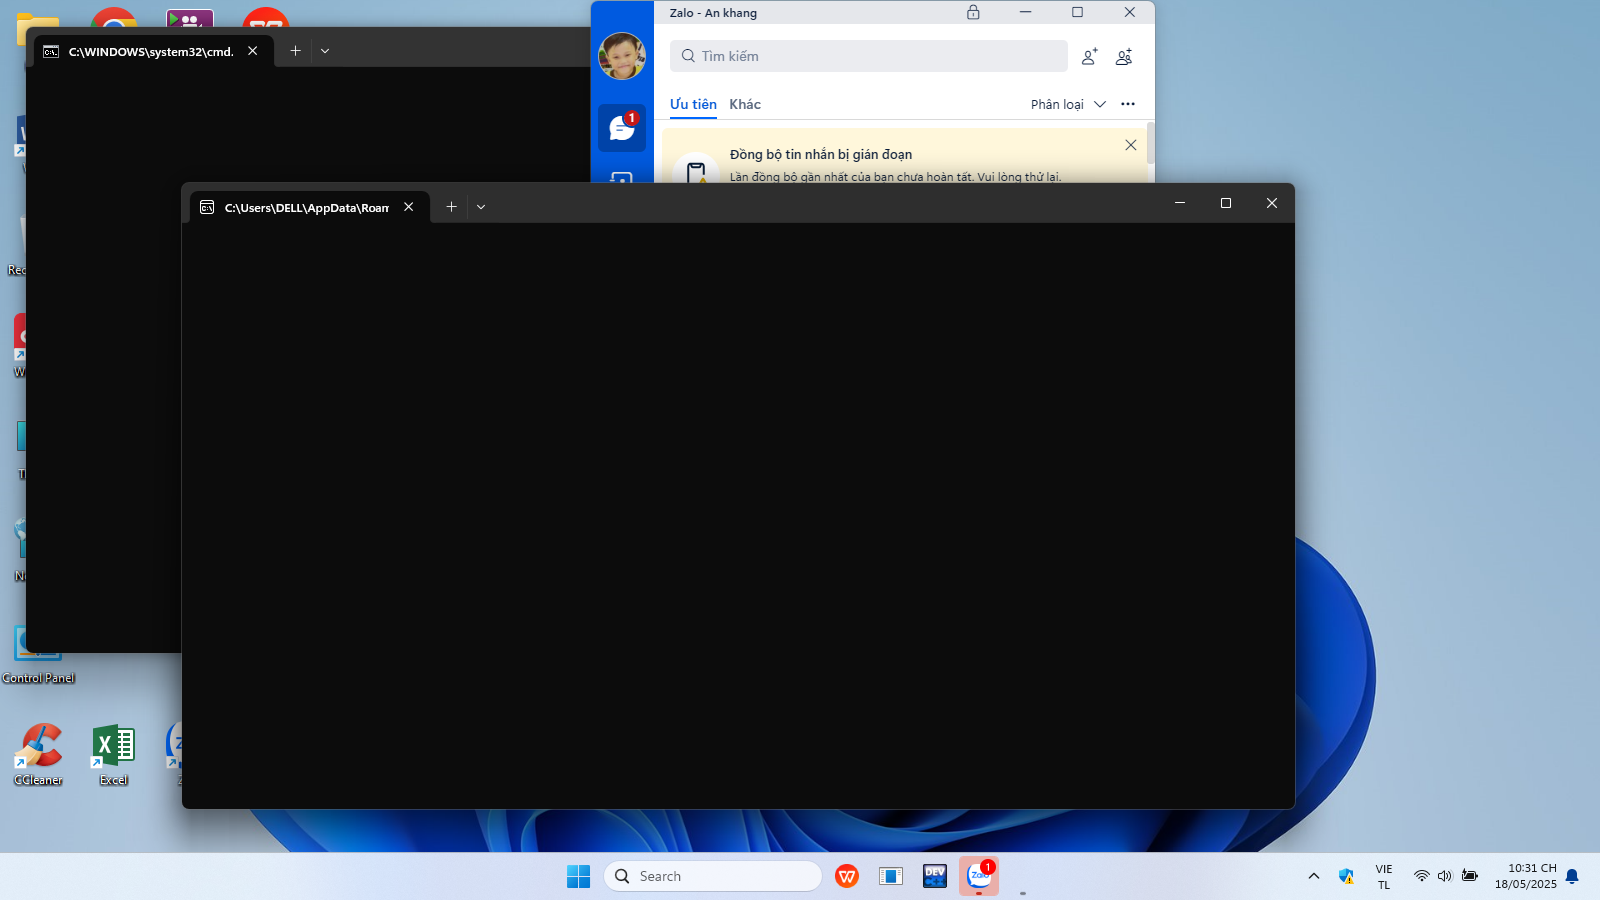 C:\WINDOWS\system32\cmd.
Zalo - An khang
Tìm kiếm
Ưu tiên Khác
Phân loại
1
Đồng bộ tin nhắn bị gián đoạn
Lần đồng bộ gần nhất của bạn chưa hoàn tất. Vui lòng thử lại.
C:\Users\DELL\AppData\Roam
Control Panel
CCleaner
Excel
Search
DEV
Zalo
1
VIE
TL
10:31 CH
18/05/2025